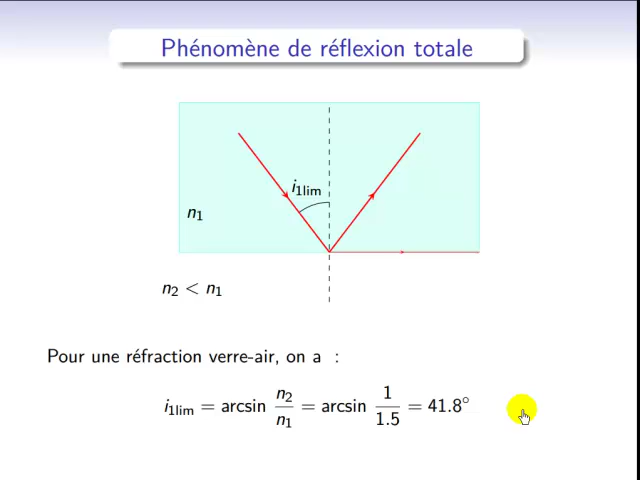 Phénomène de réflexion totale
i1lim
n1
n2 < n1
Pour une réfraction verre-air, on a :
i1lim = arcsin n2/n1 = arcsin 1/1.5 = 41.8°